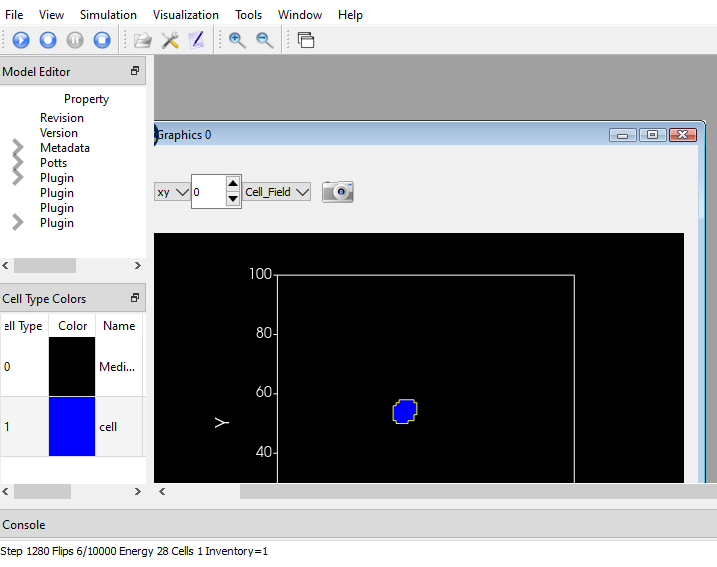 File View Simulation Visualization Tools Window Help
Model Editor
Property
Revision
Version
Metadata
Potts
Plugin
Plugin
Plugin
Plugin
Graphics 0
xy 0 Cell_Field
100
80
60
40
Y
Cell Type Colors
ell Type Color Name
0 Medi...
1 cell
Console
Step 1280 Flips 6/10000 Energy 28 Cells 1 Inventory=1